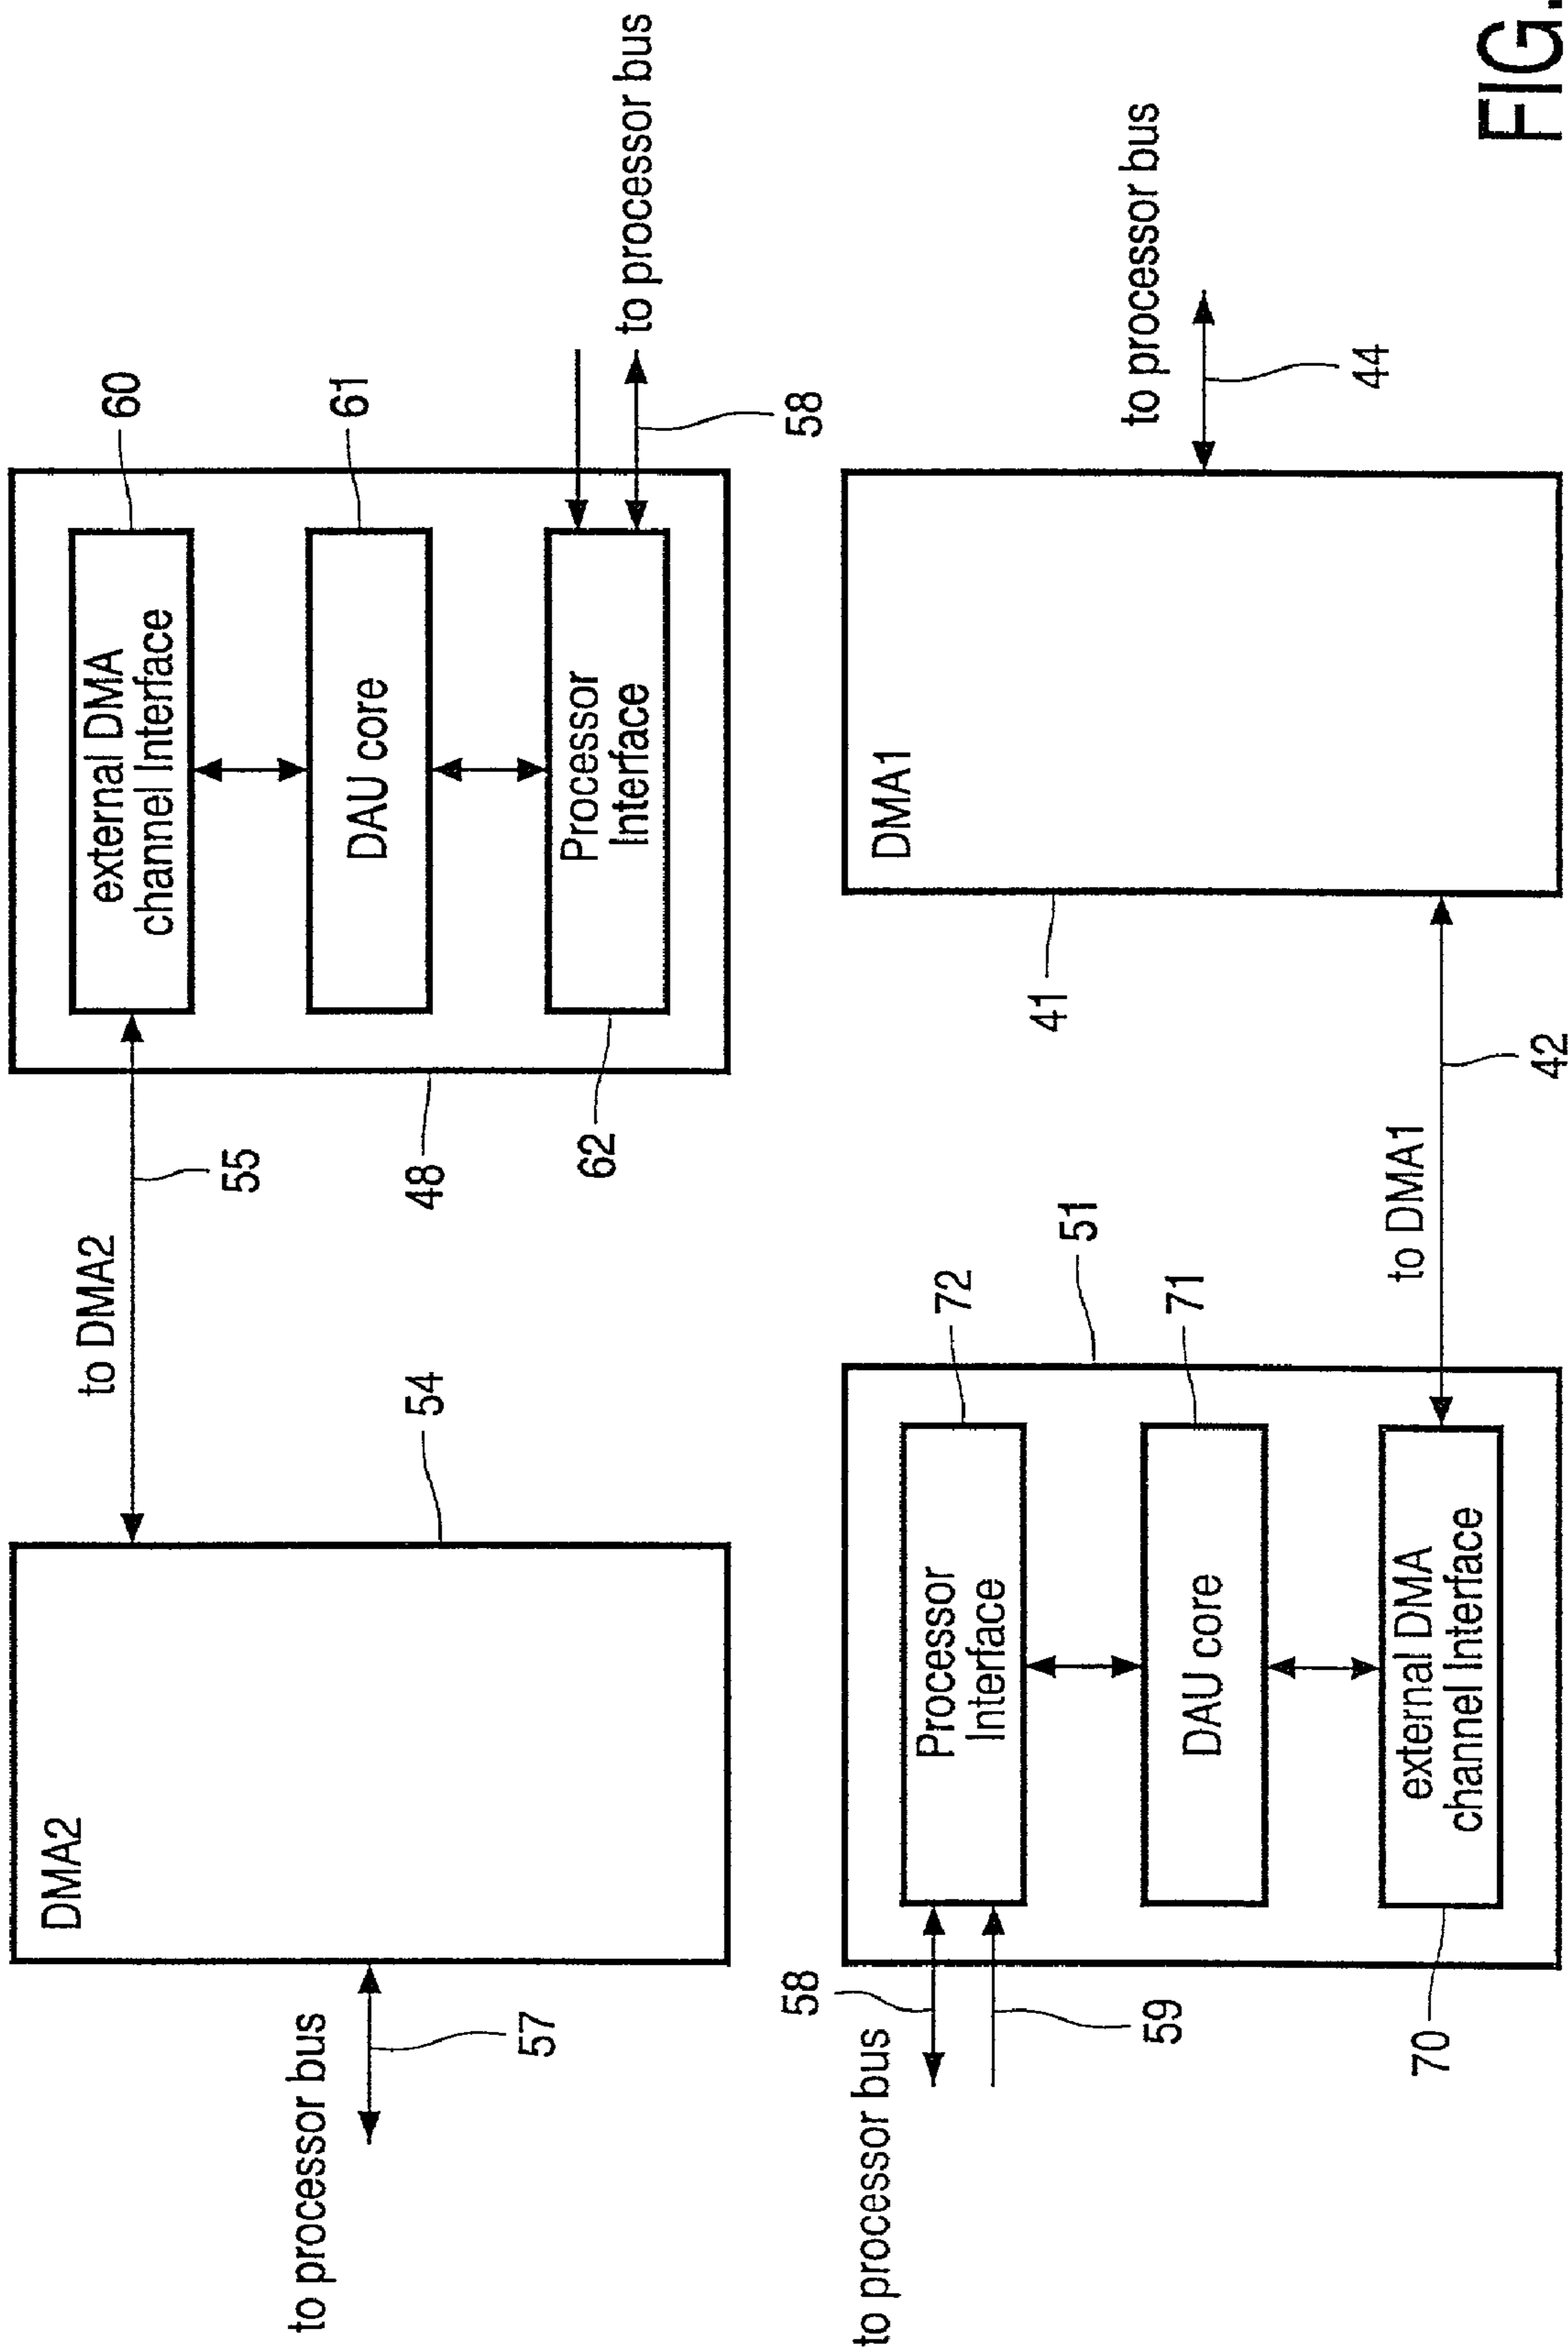 DMA2
to DMA2
external DMA
channel Interface
60
55
to processor bus
DAU core
61
54
48
57
Processor
Interface
62
to processor bus
58
58
to processor bus
Processor
Interface
72
DMA1
41
51
59
to processor bus
DAU core
71
44
to DMA1
external DMA
channel Interface
70
42
FIG.